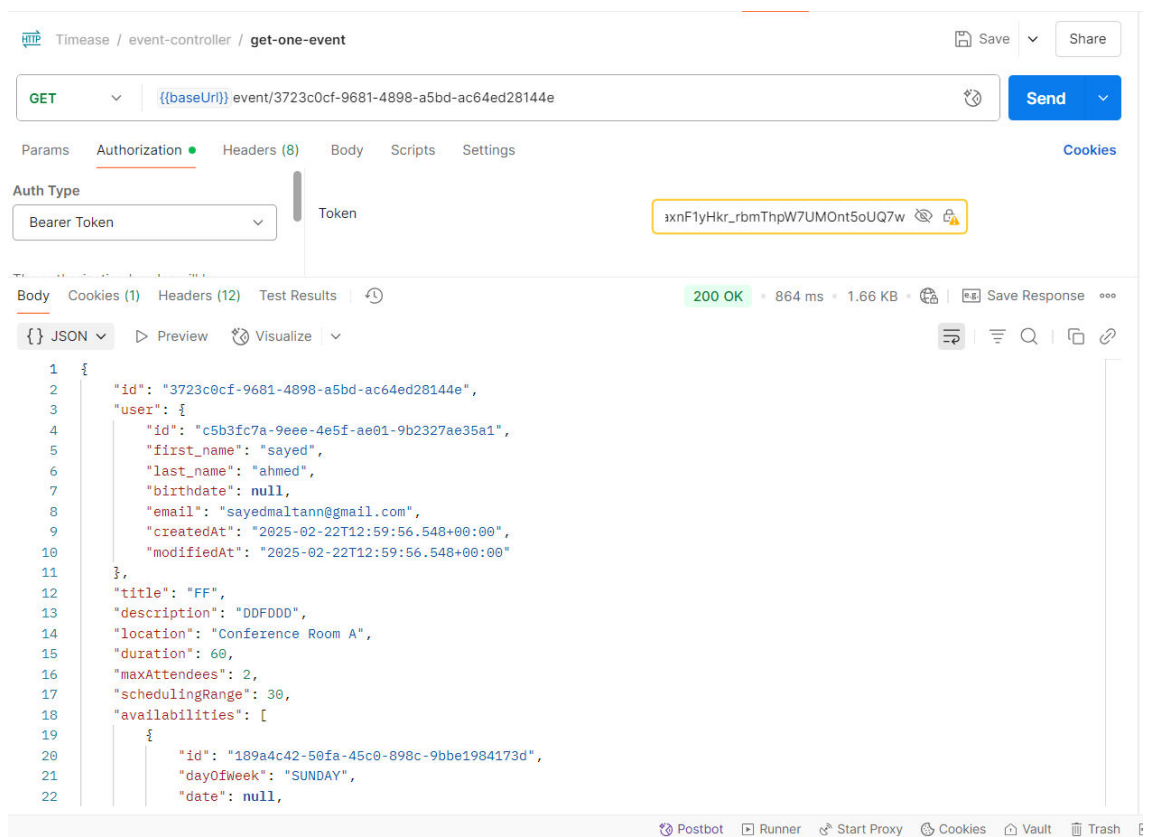 HTTP Timease / event-controller / get-one-event Save Share
GET {{baseUrl}} event/3723c0cf-9681-4898-a5bd-ac64ed28144e Send
Params Authorization Headers (8) Body Scripts Settings Cookies
Auth Type
Bearer Token
Token axnF1yHkr_rbmThpW7UMOnt5oUQ7w
Body Cookies (1) Headers (12) Test Results 200 OK 864 ms 1.66 KB e.g. Save Response
{} JSON Preview Visualize
1 {
2 "id": "3723c0cf-9681-4898-a5bd-ac64ed28144e",
3 "user": {
4 "id": "c5b3fc7a-9eee-4e5f-ae01-9b2327ae35a1",
5 "first_name": "sayed",
6 "last_name": "ahmed",
7 "birthdate": null,
8 "email": "sayedmaltann@gmail.com",
9 "createdAt": "2025-02-22T12:59:56.548+00:00",
10 "modifiedAt": "2025-02-22T12:59:56.548+00:00"
11 },
12 "title": "FF",
13 "description": "DDFDDD",
14 "location": "Conference Room A",
15 "duration": 60,
16 "maxAttendees": 2,
17 "schedulingRange": 30,
18 "availabilities": [
19 {
20 "id": "189a4c42-50fa-45c0-898c-9bbe1984173d",
21 "dayOfWeek": "SUNDAY",
22 "date": null,
Postbot Runner Start Proxy Cookies Vault Trash